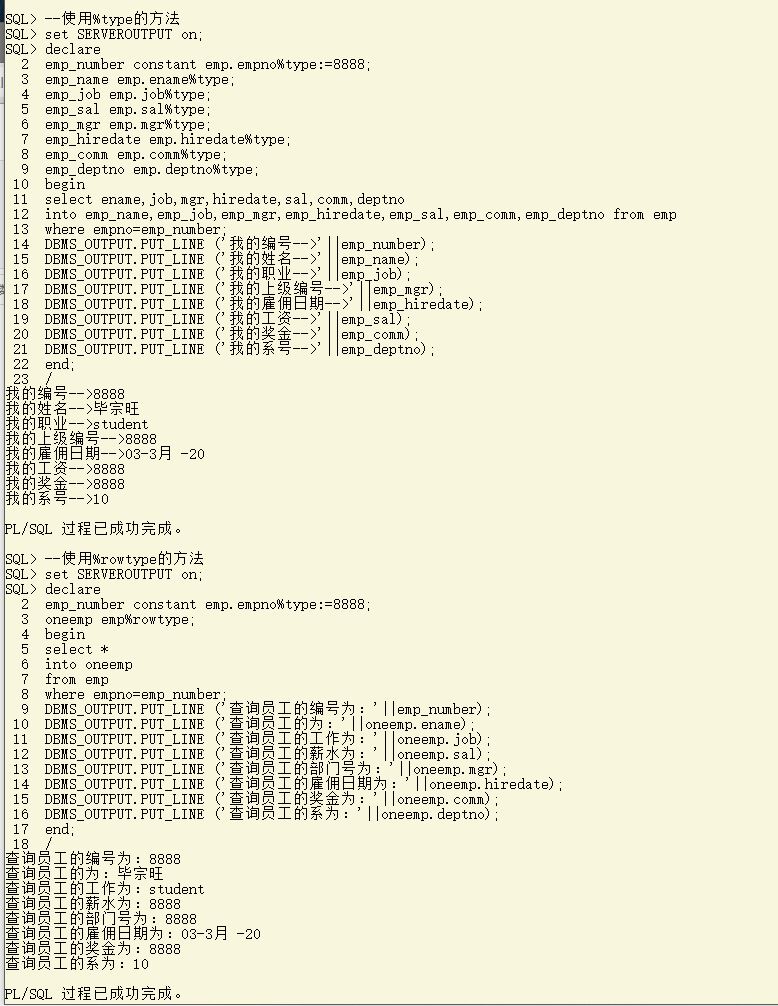 SQL> --使用%type的方法
SQL> set SERVEROUTPUT on;
SQL> declare
2 emp_number constant emp.empno%type:=8888;
3 emp_name emp.ename%type;
4 emp_job emp.job%type;
5 emp_sal emp.sal%type;
6 emp_mgr emp.mgr%type;
7 emp_hiredate emp.hiredate%type;
8 emp_comm emp.comm%type;
9 emp_deptno emp.deptno%type;
10 begin
11 select ename,job,mgr,hiredate,sal,comm,deptno
12 into emp_name,emp_job,emp_mgr,emp_hiredate,emp_sal,emp_comm,emp_deptno from emp
13 where empno=emp_number;
14 DBMS_OUTPUT.PUT_LINE ('我的编号-->'||emp_number);
15 DBMS_OUTPUT.PUT_LINE ('我的姓名-->'||emp_name);
16 DBMS_OUTPUT.PUT_LINE ('我的职业-->'||emp_job);
17 DBMS_OUTPUT.PUT_LINE ('我的上级编号-->'||emp_mgr);
18 DBMS_OUTPUT.PUT_LINE ('我的雇佣日期-->'||emp_hiredate);
19 DBMS_OUTPUT.PUT_LINE ('我的工资-->'||emp_sal);
20 DBMS_OUTPUT.PUT_LINE ('我的奖金-->'||emp_comm);
21 DBMS_OUTPUT.PUT_LINE ('我的系号-->'||emp_deptno);
22 end;
23 /
我的编号-->8888
我的姓名-->毕宗旺
我的职业-->student
我的上级编号-->8888
我的雇佣日期-->03-3月 -20
我的工资-->8888
我的奖金-->8888
我的系号-->10
PL/SQL 过程已成功完成。
SQL> --使用%rowtype的方法
SQL> set SERVEROUTPUT on;
SQL> declare
2 emp_number constant emp.empno%type:=8888;
3 oneemp emp%rowtype;
4 begin
5 select *
6 into oneemp
7 from emp
8 where empno=emp_number;
9 DBMS_OUTPUT.PUT_LINE ('查询员工的编号为：'||emp_number);
10 DBMS_OUTPUT.PUT_LINE ('查询员工的为：'||oneemp.ename);
11 DBMS_OUTPUT.PUT_LINE ('查询员工的工作为：'||oneemp.job);
12 DBMS_OUTPUT.PUT_LINE ('查询员工的薪水为：'||oneemp.sal);
13 DBMS_OUTPUT.PUT_LINE ('查询员工的部门号为：'||oneemp.mgr);
14 DBMS_OUTPUT.PUT_LINE ('查询员工的雇佣日期为：'||oneemp.hiredate);
15 DBMS_OUTPUT.PUT_LINE ('查询员工的奖金为：'||oneemp.comm);
16 DBMS_OUTPUT.PUT_LINE ('查询员工的系为：'||oneemp.deptno);
17 end;
18 /
查询员工的编号为：8888
查询员工的为：毕宗旺
查询员工的工作为：student
查询员工的薪水为：8888
查询员工的部门号为：8888
查询员工的雇佣日期为：03-3月 -20
查询员工的奖金为：8888
查询员工的系为：10
PL/SQL 过程已成功完成。